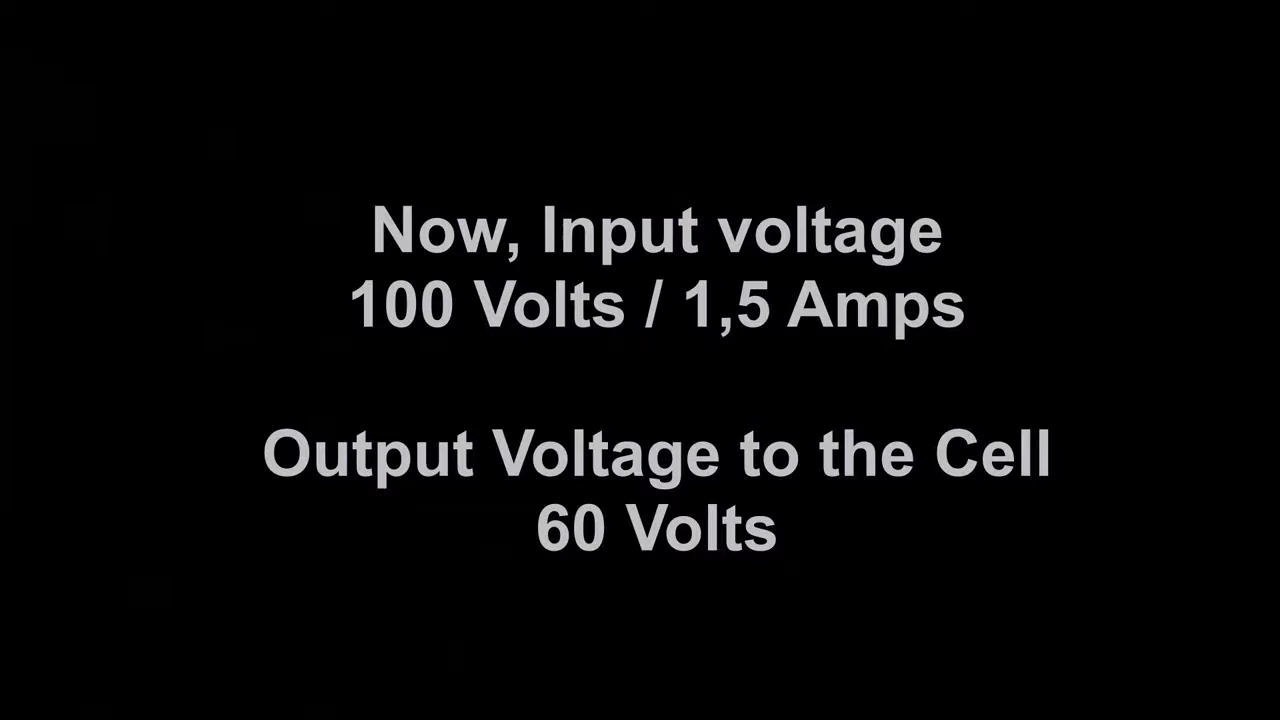 Now, Input voltage
100 Volts / 1,5 Amps
Output Voltage to the Cell
60 Volts